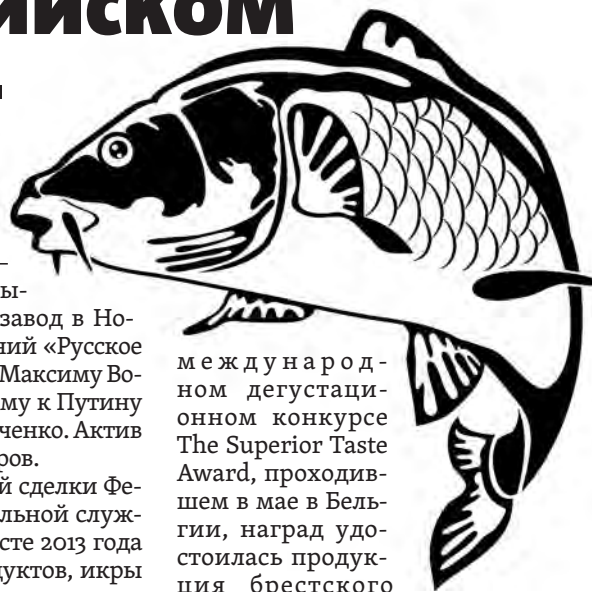 ийском
–
ы-
завод в Но-
ний «Русское
Максиму Во-
му к Путину
ченко. Актив
ров.
й сделки Фе-
льной служ-
сте 2013 года
дуктов, икры
международ-
ном дегустаци-
онном конкурсе
The Superior Taste
Award, проходив-
шем в мае в Бель-
гии, наград удо-
стоилась продук-
ция брестского